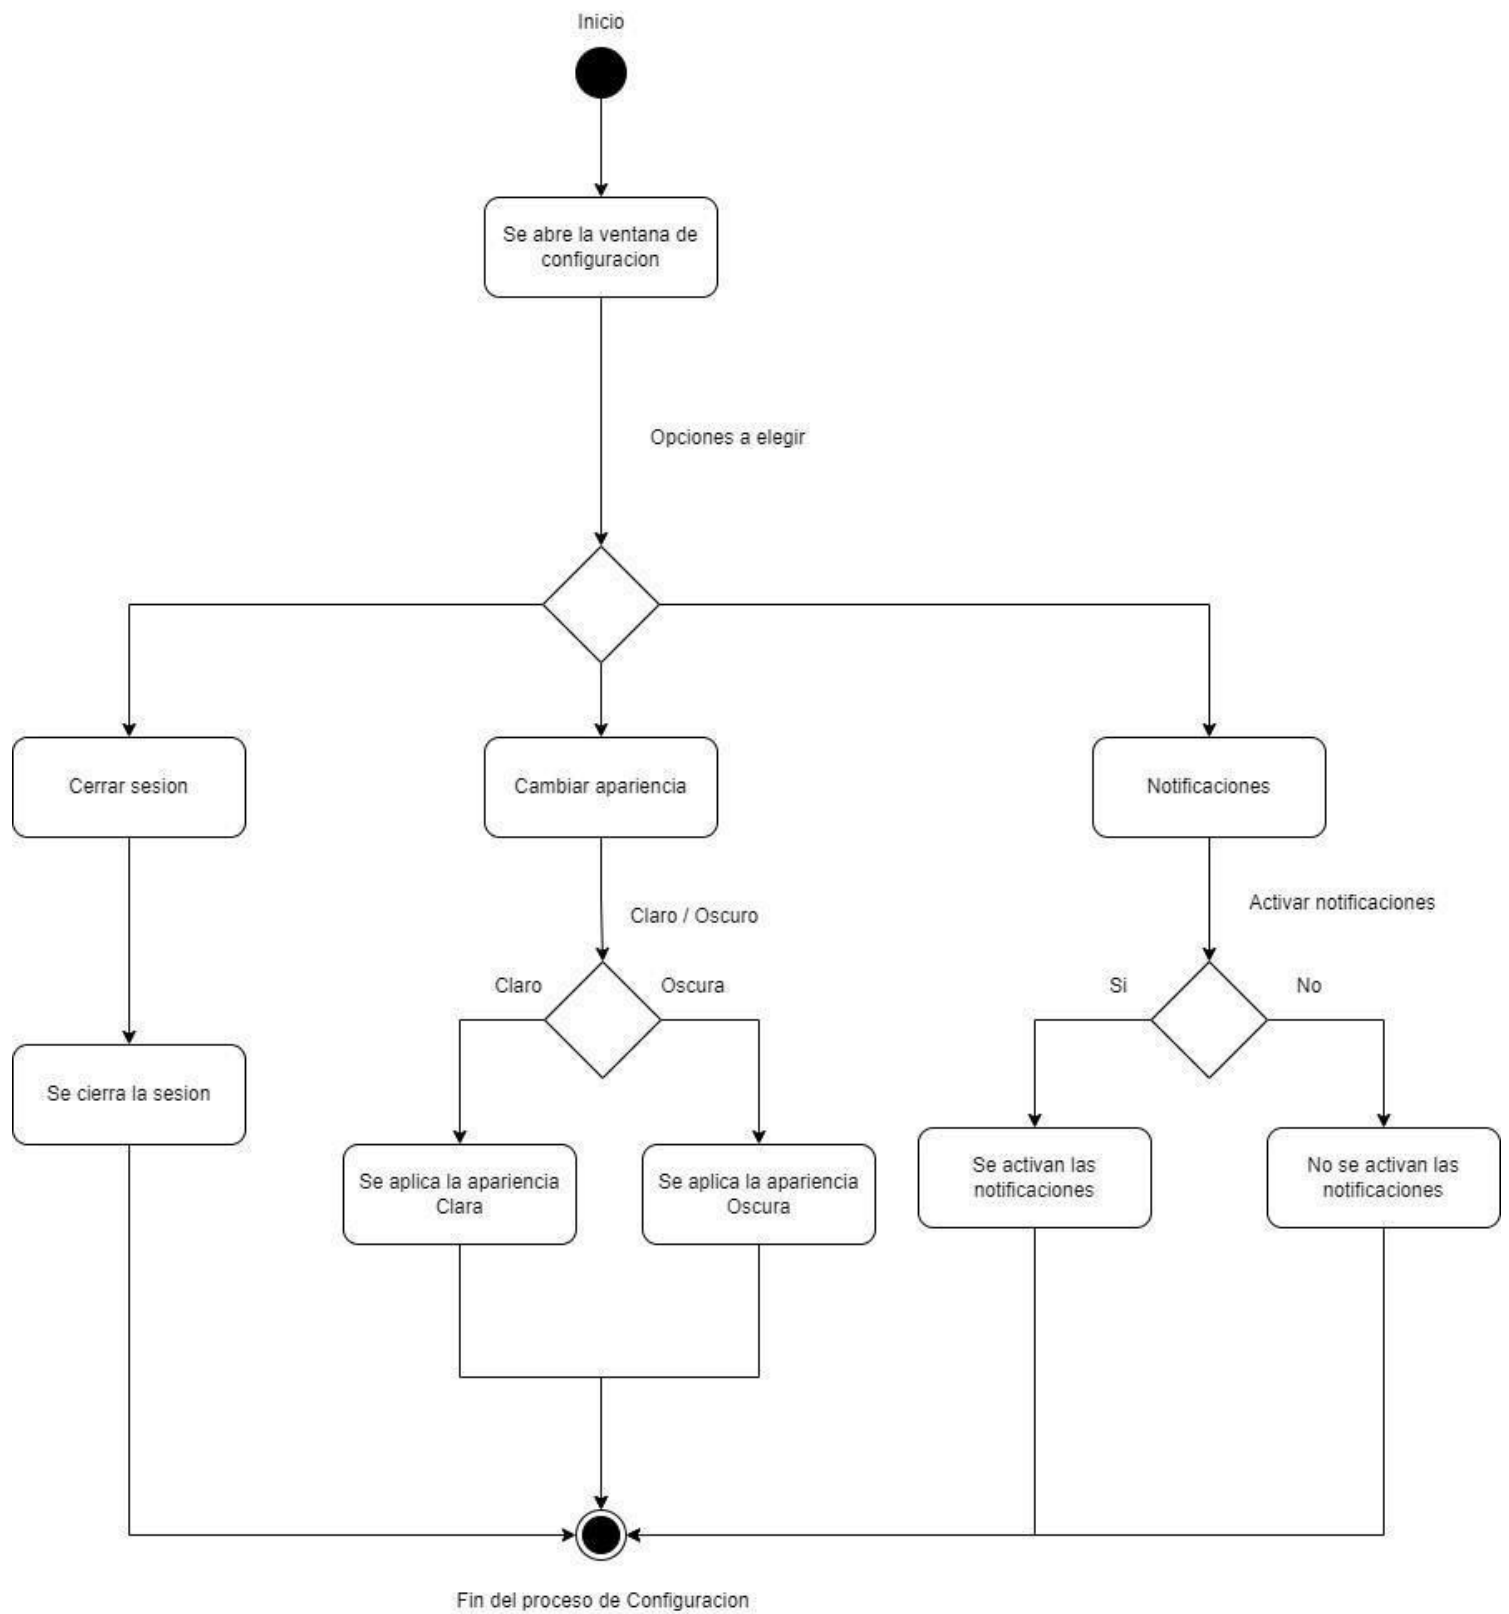 Inicio
Se abre la ventana de
configuracion
Opciones a elegir
Cerrar sesion
Cambiar apariencia
Notificaciones
Activar notificaciones
Claro / Oscuro
Claro
Oscura
Si
No
Se cierra la sesion
Se aplica la apariencia
Clara
Se aplica la apariencia
Oscura
Se activan las
notificaciones
No se activan las
notificaciones
Fin del proceso de Configuracion